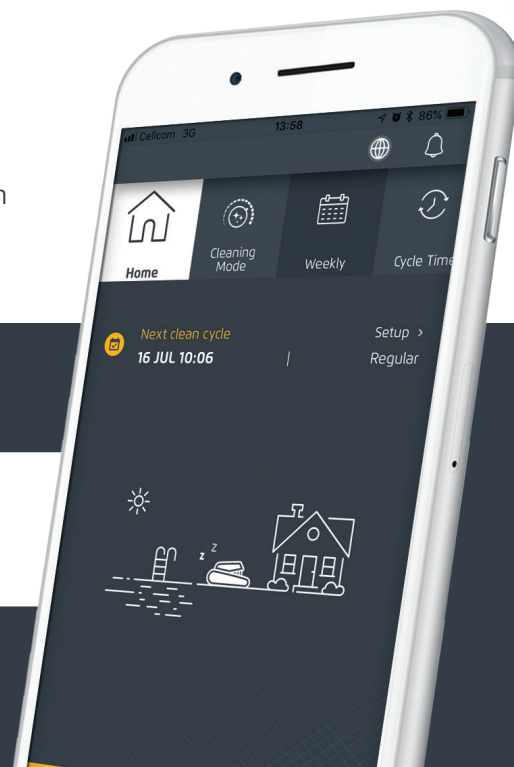 n
Cellcom 3G 13:58 86%
Home
Cleaning
Mode
Weekly
Cycle Time
Next clean cycle
Setup >
16 JUL 10:06 | Regular
z z